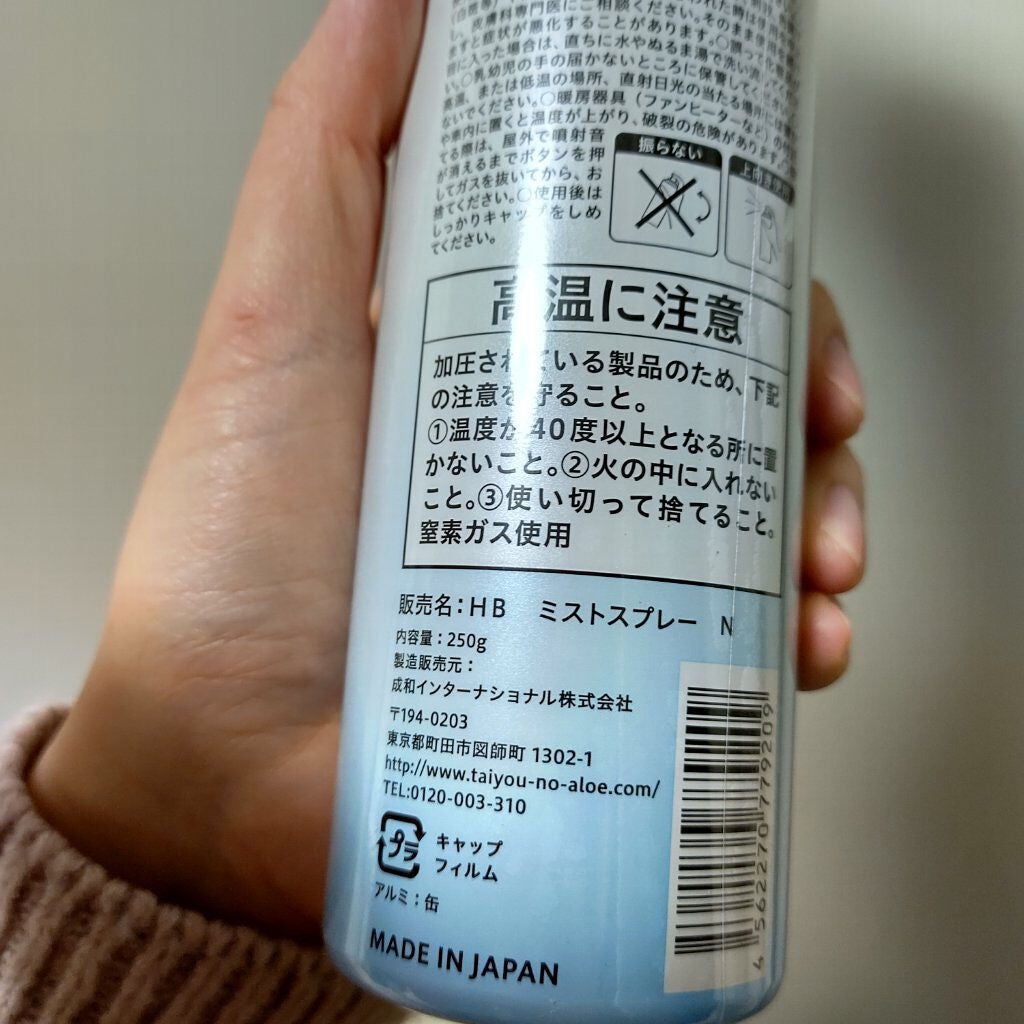 皮膚科専門医にご相談ください。そのまま
ますと症状が悪化することがあります。
目に入った場合は、直ちに水やぬるま湯で洗い流
い。○乳幼児の手の届かないところに保管して
高温、または低温の場所、直射日光の当たる場所には
ないでください。○暖房器具(ファンヒーターなど)の
や車内に置くと温度が上がり、破裂の危険があります。
てる際は、屋外で噴射音
が消えるまでボタンを押
してガスを抜いてから、お
捨てください。○使用後は
しっかりキャップをしめ
てください。
振らない
高温に注意
加圧されている製品のため、下記
の注意を守ること。
①温度が40度以上となる所に置
かないこと。②火の中に入れない
こと。③使い切って捨てること。
窒素ガス使用
販売名:HB ミストスプレー N
内容量:250g
製造販売元:
成和インターナショナル株式会社
〒194-0203
東京都町田市図師町 1302-1
http://www.taiyou-no-aloe.com/
TEL:0120-003-310
プラ
キャップ
フィルム
アルミ:缶
MADE IN JAPAN
4 562270 779209